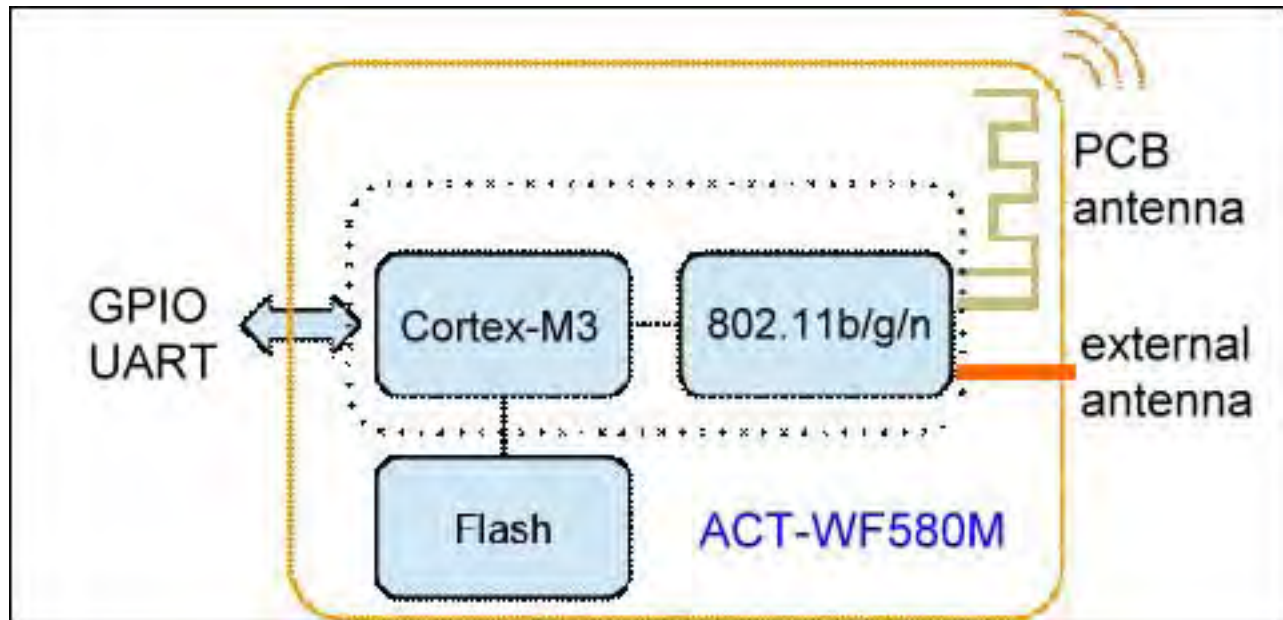 PCB
antenna
GPIO
UART
Cortex-M3
802.11b/g/n
external
antenna
Flash
ACT-WF580M